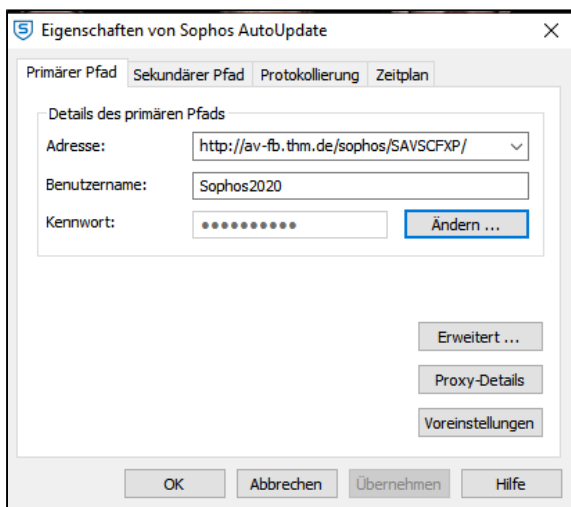 Eigenschaften von Sophos AutoUpdate
Primärer Pfad Sekundärer Pfad Protokollierung Zeitplan
Details des primären Pfads
Adresse: http://av-fb.thm.de/sophos/SAVSCFXP/
Benutzername: Sophos2020
Kennwort: ●●●●●●●●●● Ändern ...
Erweitert ...
Proxy-Details
Voreinstellungen
OK Abbrechen Übernehmen Hilfe